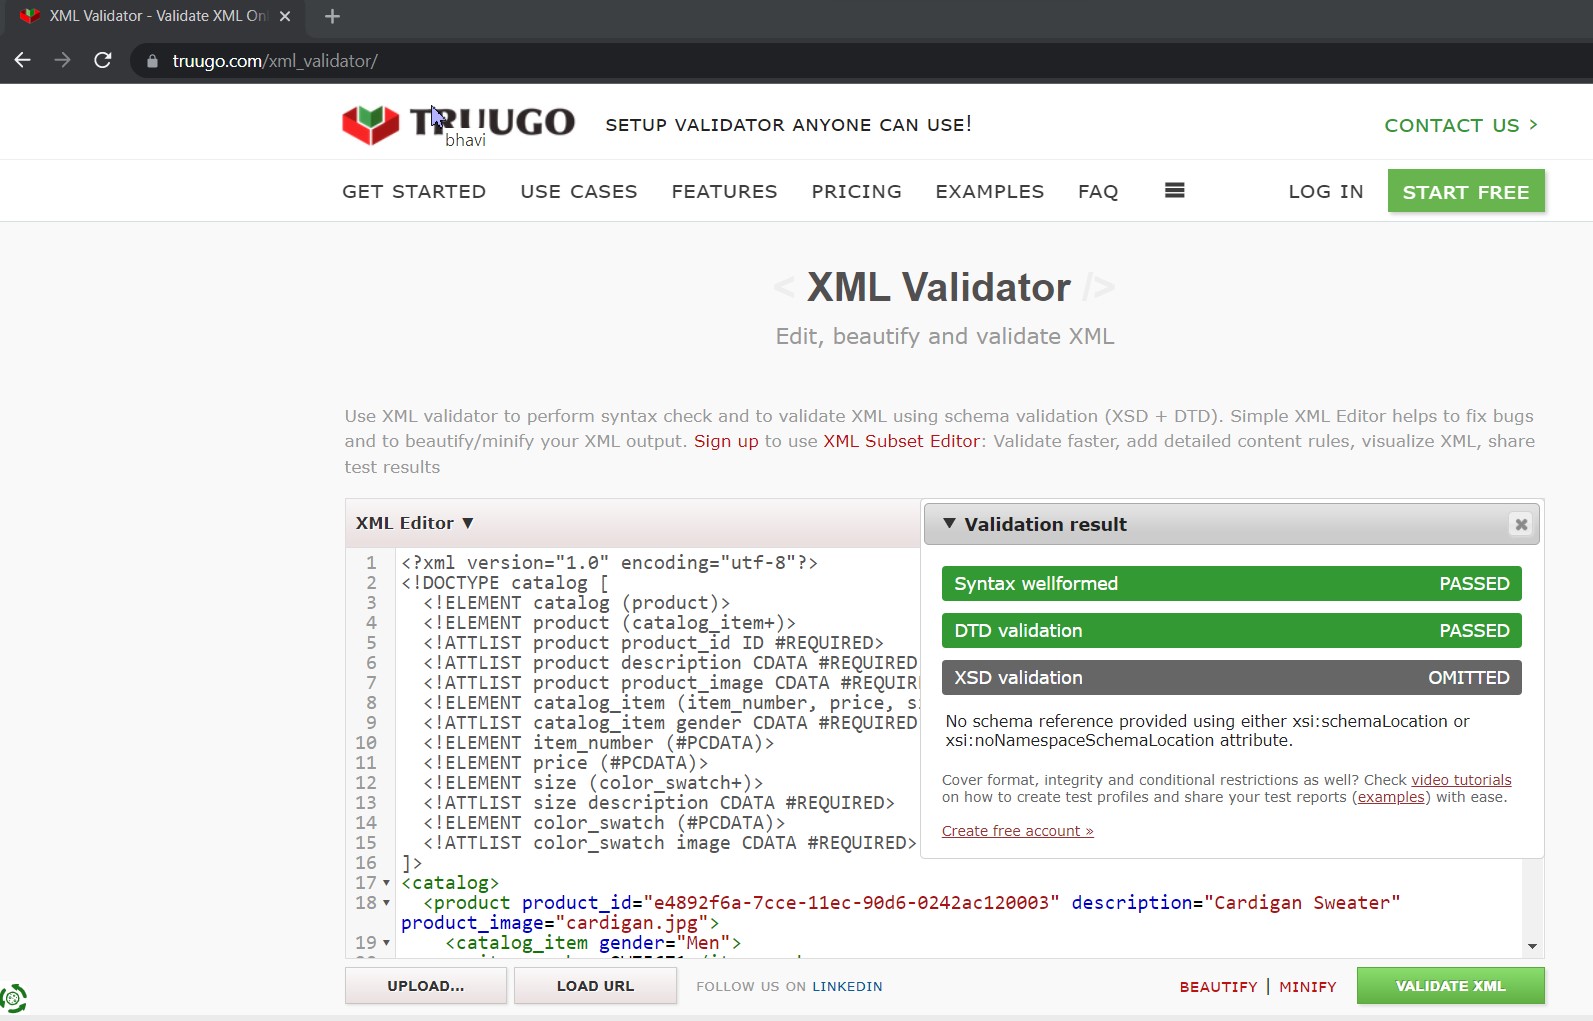 XML Validator - Validate XML Onl
truugo.com/xml_validator/
TRUUGO
bhavi
SETUP VALIDATOR ANYONE CAN USE!
CONTACT US >
GET STARTED USE CASES FEATURES PRICING EXAMPLES FAQ LOG IN START FREE
< XML Validator />
Edit, beautify and validate XML
Use XML validator to perform syntax check and to validate XML using schema validation (XSD + DTD). Simple XML Editor helps to fix bugs
and to beautify/minify your XML output. Sign up to use XML Subset Editor: Validate faster, add detailed content rules, visualize XML, share
test results
XML Editor ▼
1 <?xml version="1.0" encoding="utf-8"?>
2 <!DOCTYPE catalog [
3 <!ELEMENT catalog (product)>
4 <!ELEMENT product (catalog_item+)>
5 <!ATTLIST product product_id ID #REQUIRED>
6 <!ATTLIST product description CDATA #REQUIRED
7 <!ATTLIST product product_image CDATA #REQUIR
8 <!ELEMENT catalog_item (item_number, price, s
9 <!ATTLIST catalog_item gender CDATA #REQUIRED
10 <!ELEMENT item_number (#PCDATA)>
11 <!ELEMENT price (#PCDATA)>
12 <!ELEMENT size (color_swatch+)>
13 <!ATTLIST size description CDATA #REQUIRED>
14 <!ELEMENT color_swatch (#PCDATA)>
15 <!ATTLIST color_swatch image CDATA #REQUIRED>
16 ]>
17 <catalog>
18 <product product_id="e4892f6a-7cce-11ec-90d6-0242ac120003" description="Cardigan Sweater"
product_image="cardigan.jpg">
19 <catalog_item gender="Men">
▼ Validation result
Syntax wellformed PASSED
DTD validation PASSED
XSD validation OMITTED
No schema reference provided using either xsi:schemaLocation or
xsi:noNamespaceSchemaLocation attribute.
Cover format, integrity and conditional restrictions as well? Check video tutorials
on how to create test profiles and share your test reports (examples) with ease.
Create free account »
UPLOAD... LOAD URL FOLLOW US ON LINKEDIN BEAUTIFY | MINIFY VALIDATE XML